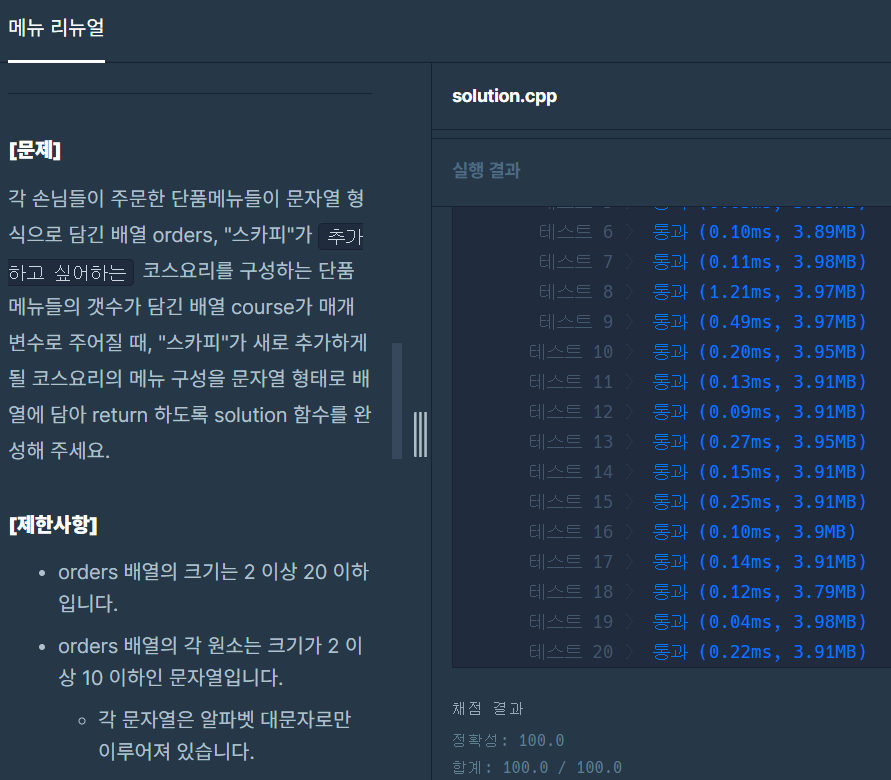 메뉴 리뉴얼
[문제]
각 손님들이 주문한 단품메뉴들이 문자열 형
식으로 담긴 배열 orders, "스카피"가 추가
하고 싶어하는 코스요리를 구성하는 단품
메뉴들의 갯수가 담긴 배열 course가 매개
변수로 주어질 때, "스카피"가 새로 추가하게
될 코스요리의 메뉴 구성을 문자열 형태로 배
열에 담아 return 하도록 solution 함수를 완
성해 주세요.
[제한사항]
• orders 배열의 크기는 2 이상 20 이하
입니다.
• orders 배열의 각 원소는 크기가 2 이
상 10 이하인 문자열입니다.
◦ 각 문자열은 알파벳 대문자로만
이루어져 있습니다.
solution.cpp
실행 결과
테스트 6 〉 통과 (0.10ms, 3.89MB)
테스트 7 〉 통과 (0.11ms, 3.98MB)
테스트 8 〉 통과 (1.21ms, 3.97MB)
테스트 9 〉 통과 (0.49ms, 3.97MB)
테스트 10 〉 통과 (0.20ms, 3.95MB)
테스트 11 〉 통과 (0.13ms, 3.91MB)
테스트 12 〉 통과 (0.09ms, 3.91MB)
테스트 13 〉 통과 (0.27ms, 3.95MB)
테스트 14 〉 통과 (0.15ms, 3.91MB)
테스트 15 〉 통과 (0.25ms, 3.91MB)
테스트 16 〉 통과 (0.10ms, 3.9MB)
테스트 17 〉 통과 (0.14ms, 3.91MB)
테스트 18 〉 통과 (0.12ms, 3.79MB)
테스트 19 〉 통과 (0.04ms, 3.98MB)
테스트 20 〉 통과 (0.22ms, 3.91MB)
채점 결과
정확성: 100.0
합계: 100.0 / 100.0